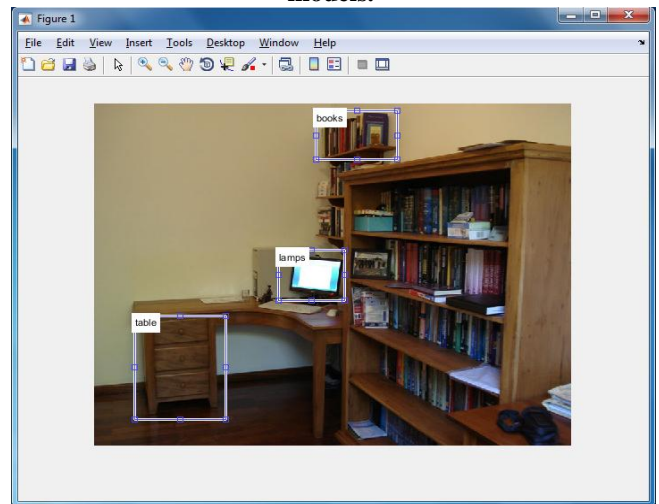 models.
Figure 1
File Edit View Insert Tools Desktop Window Help
books
lamps
table